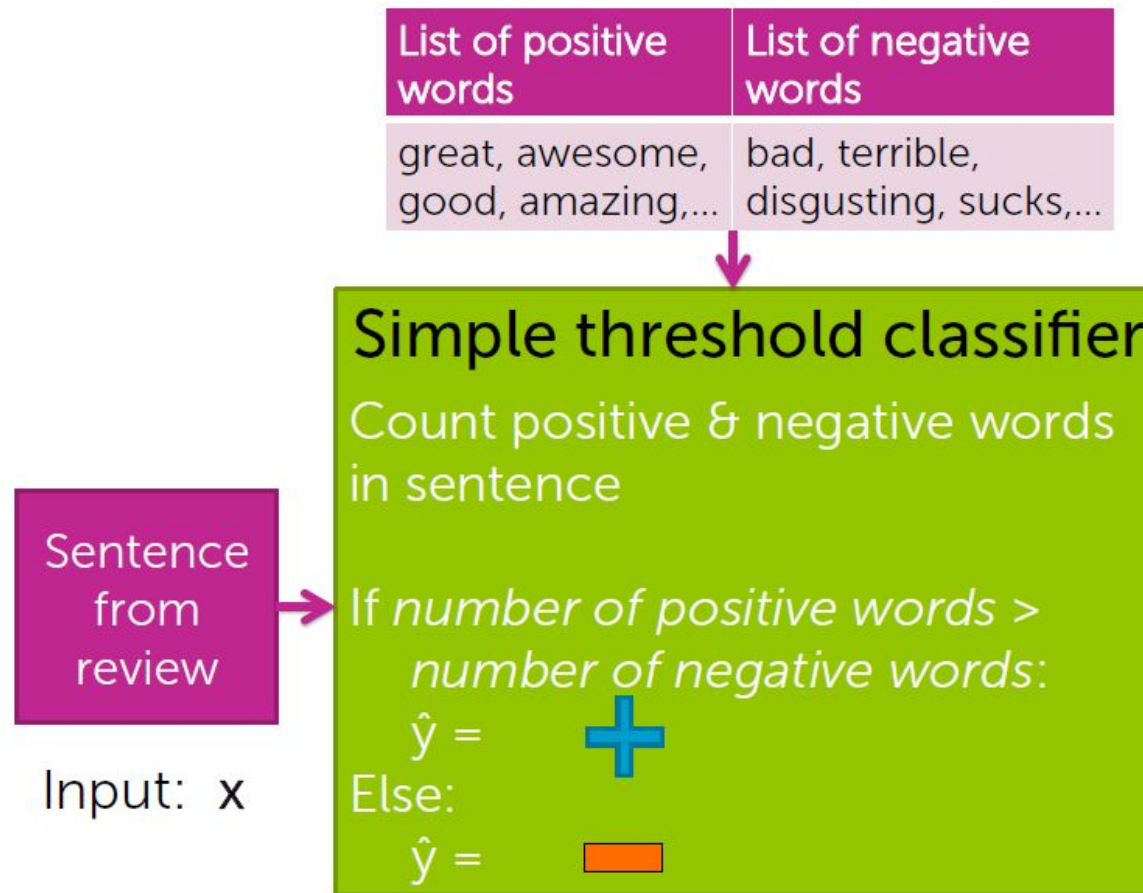 List of positive
words
List of negative
words
great, awesome,
good, amazing,...
bad, terrible,
disgusting, sucks,...
Simple threshold classifier
Count positive & negative words
in sentence
Sentence
from
review
If number of positive words >
number of negative words:
ŷ =
Else:
ŷ =
Input: x